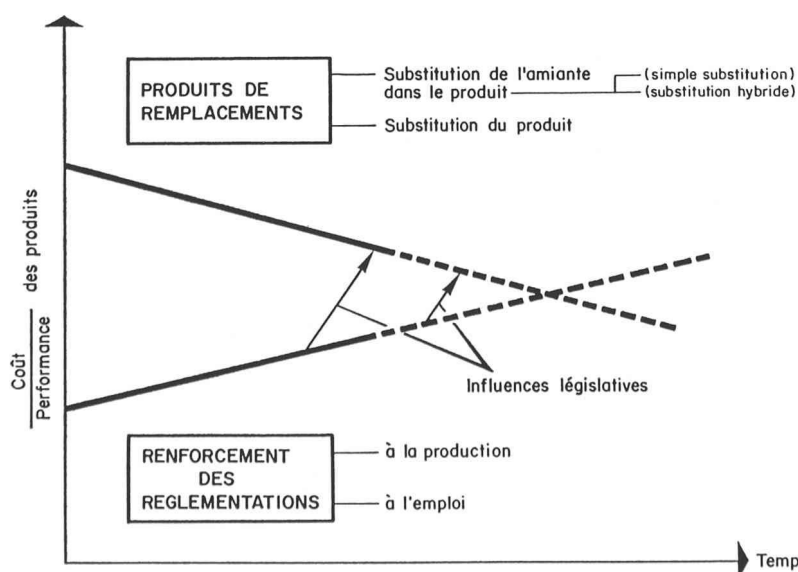 PRODUITS DE
REMPLACEMENTS
Substitution de l'amiante
dans le produit
(simple substitution)
(substitution hybride)
Substitution du produit
Coût
Performance
des produits
Influences législatives
RENFORCEMENT
DES
REGLEMENTATIONS
à la production
à l'emploi
Temp